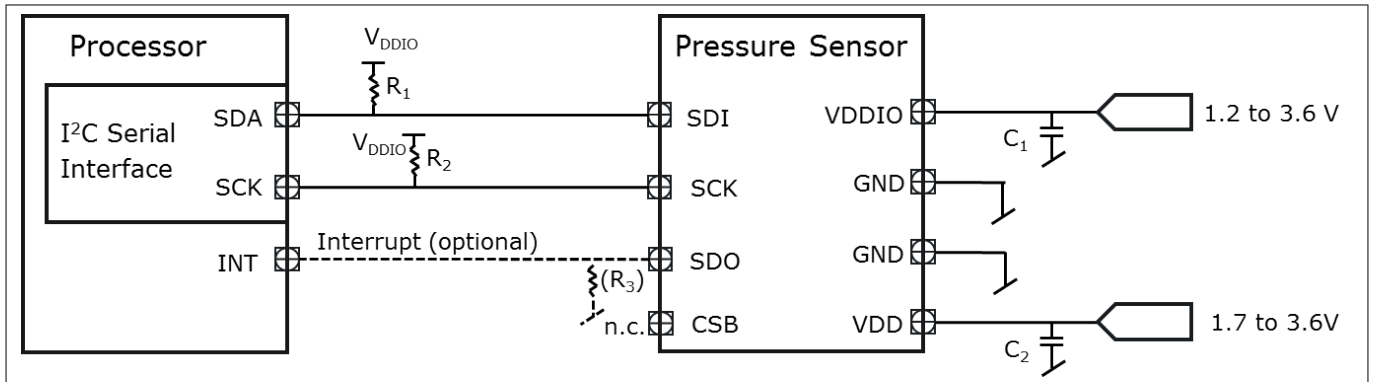 Processor
Pressure Sensor
V_DDIO
R₁
SDA
SDI
VDDIO
1.2 to 3.6 V
I²C Serial
Interface
C₁
V_DDIO
R₂
SCK
SCK
GND
Interrupt (optional)
INT
SDO
GND
(R₃)
n.c.
CSB
VDD
1.7 to 3.6V
C₂